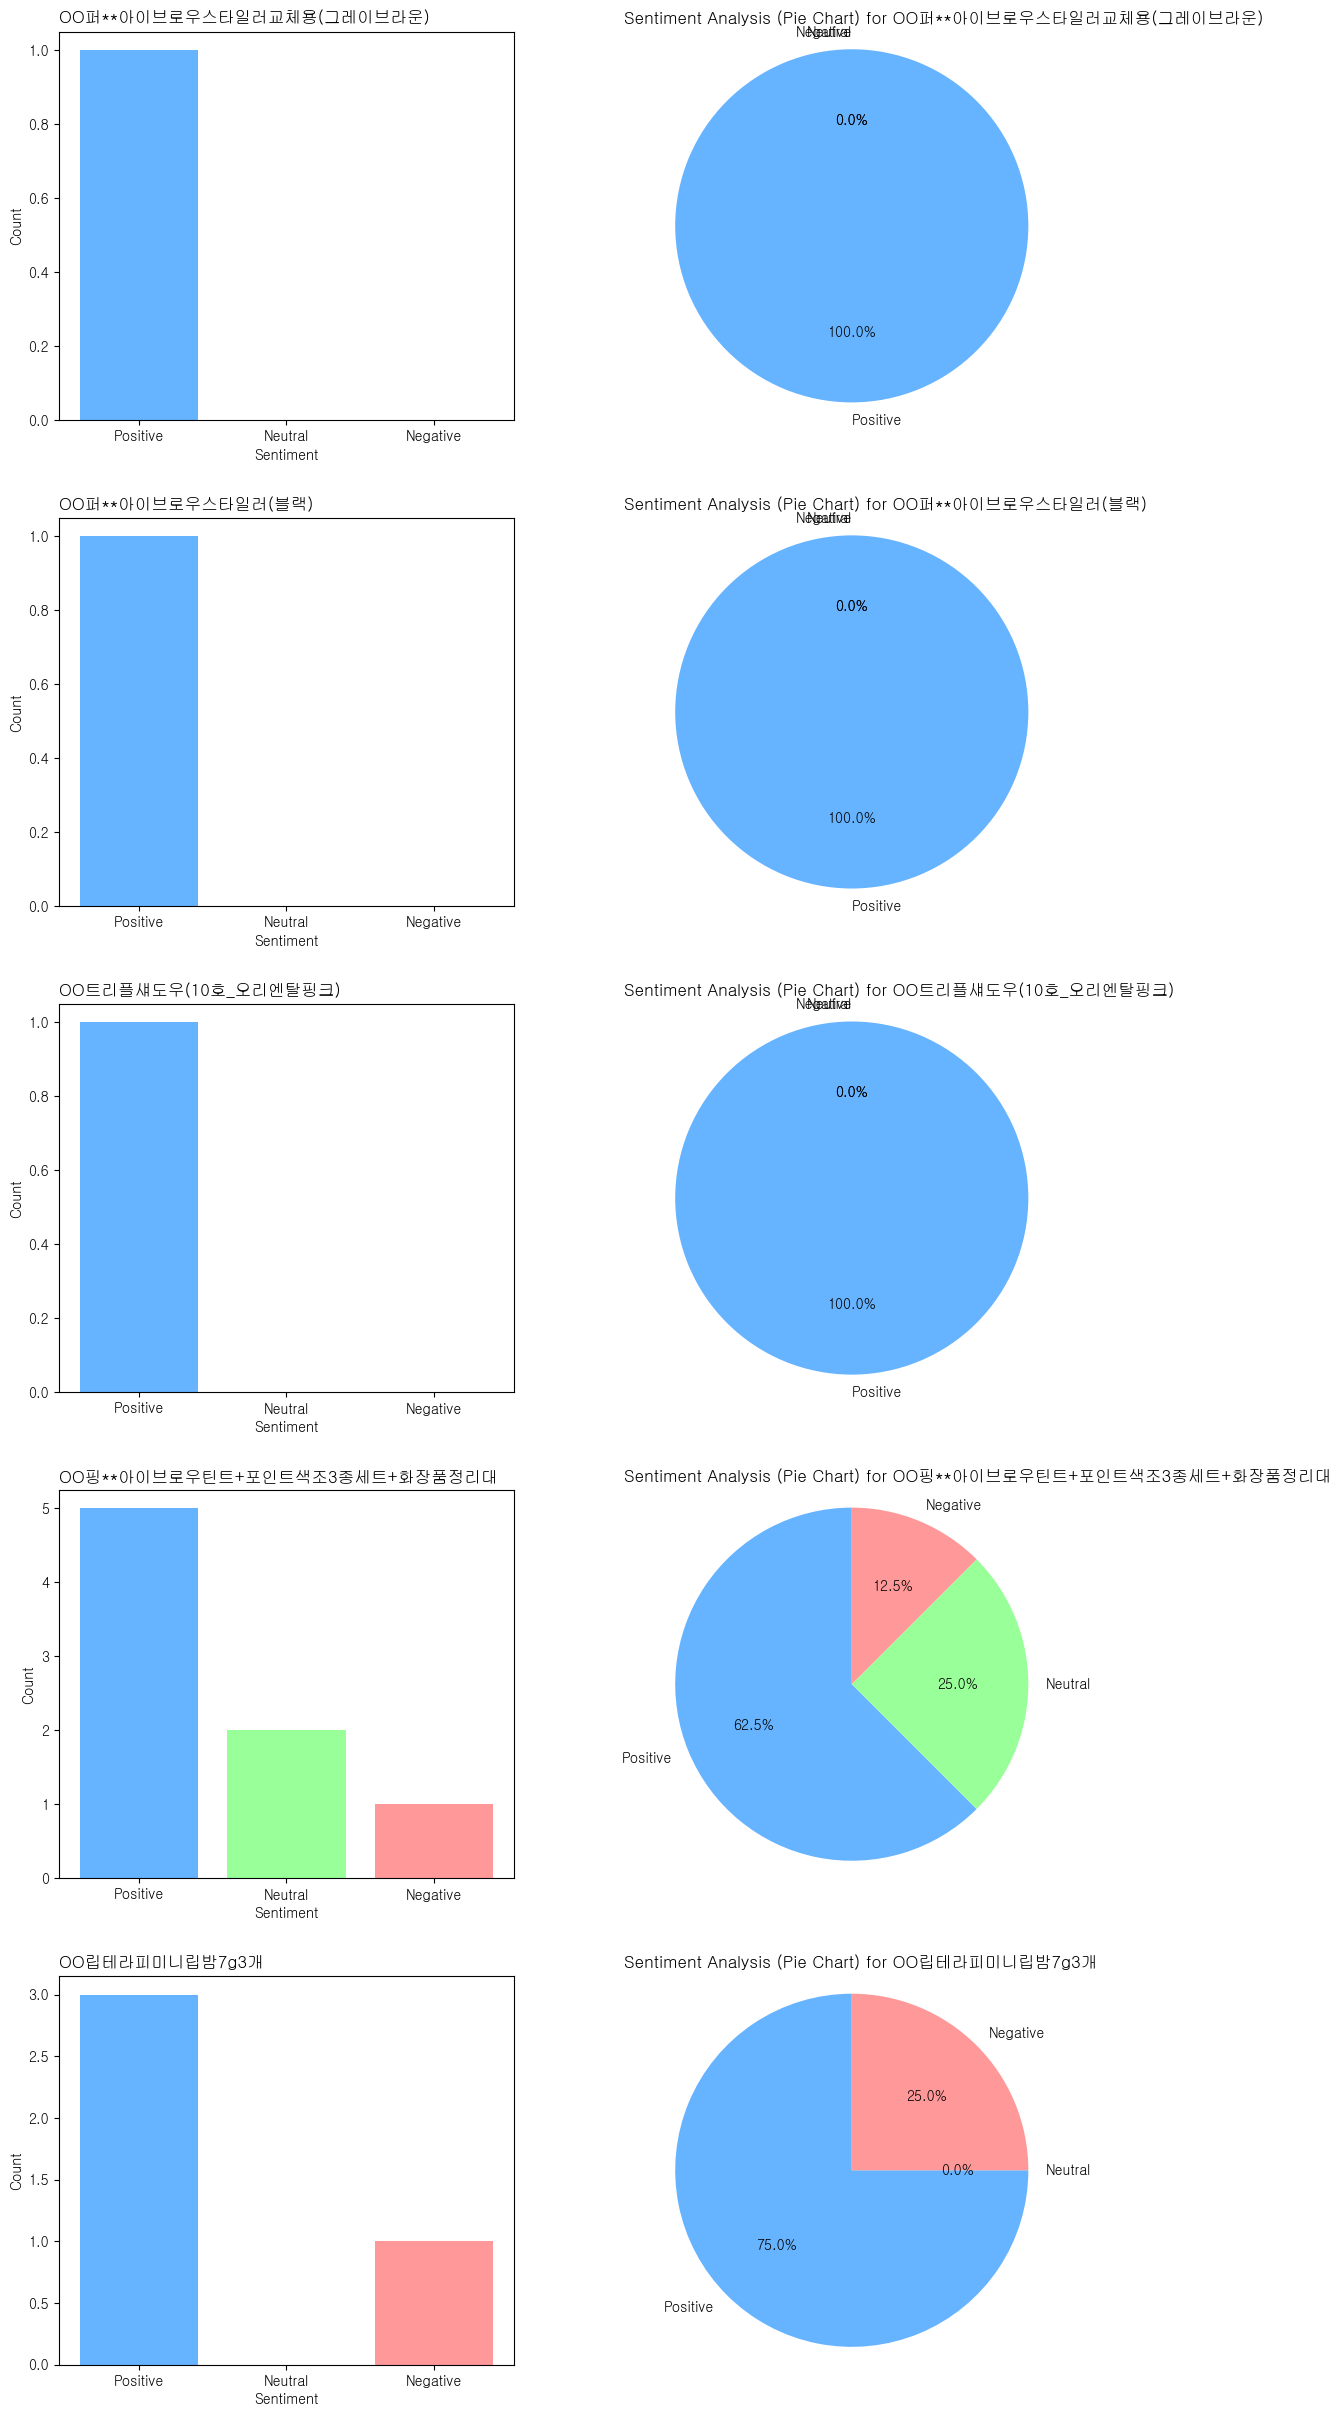 OO퍼**아이브로우스타일러교체용(그레이브라운)
1.0
0.8
0.6
0.4
0.2
0.0
Count
Positive
Neutral
Negative
Sentiment
Sentiment Analysis (Pie Chart) for OO퍼**아이브로우스타일러교체용(그레이브라운)
Negative
Neutral
0.0%
100.0%
Positive
OO퍼**아이브로우스타일러(블랙)
1.0
0.8
0.6
0.4
0.2
0.0
Count
Positive
Neutral
Negative
Sentiment
Sentiment Analysis (Pie Chart) for OO퍼**아이브로우스타일러(블랙)
Negative
Neutral
0.0%
100.0%
Positive
OO트리플섀도우(10호_오리엔탈핑크)
1.0
0.8
0.6
0.4
0.2
0.0
Count
Positive
Neutral
Negative
Sentiment
Sentiment Analysis (Pie Chart) for OO트리플섀도우(10호_오리엔탈핑크)
Negative
Neutral
0.0%
100.0%
Positive
OO핑**아이브로우틴트+포인트색조3종세트+화장품정리대
5
4
3
2
1
0
Count
Positive
Neutral
Negative
Sentiment
Sentiment Analysis (Pie Chart) for OO핑**아이브로우틴트+포인트색조3종세트+화장품정리대
Negative
12.5%
25.0%
Neutral
62.5%
Positive
OO립테라피미니립밤7g3개
3.0
2.5
2.0
1.5
1.0
0.5
0.0
Count
Positive
Neutral
Negative
Sentiment
Sentiment Analysis (Pie Chart) for OO립테라피미니립밤7g3개
Negative
25.0%
0.0%
Neutral
75.0%
Positive